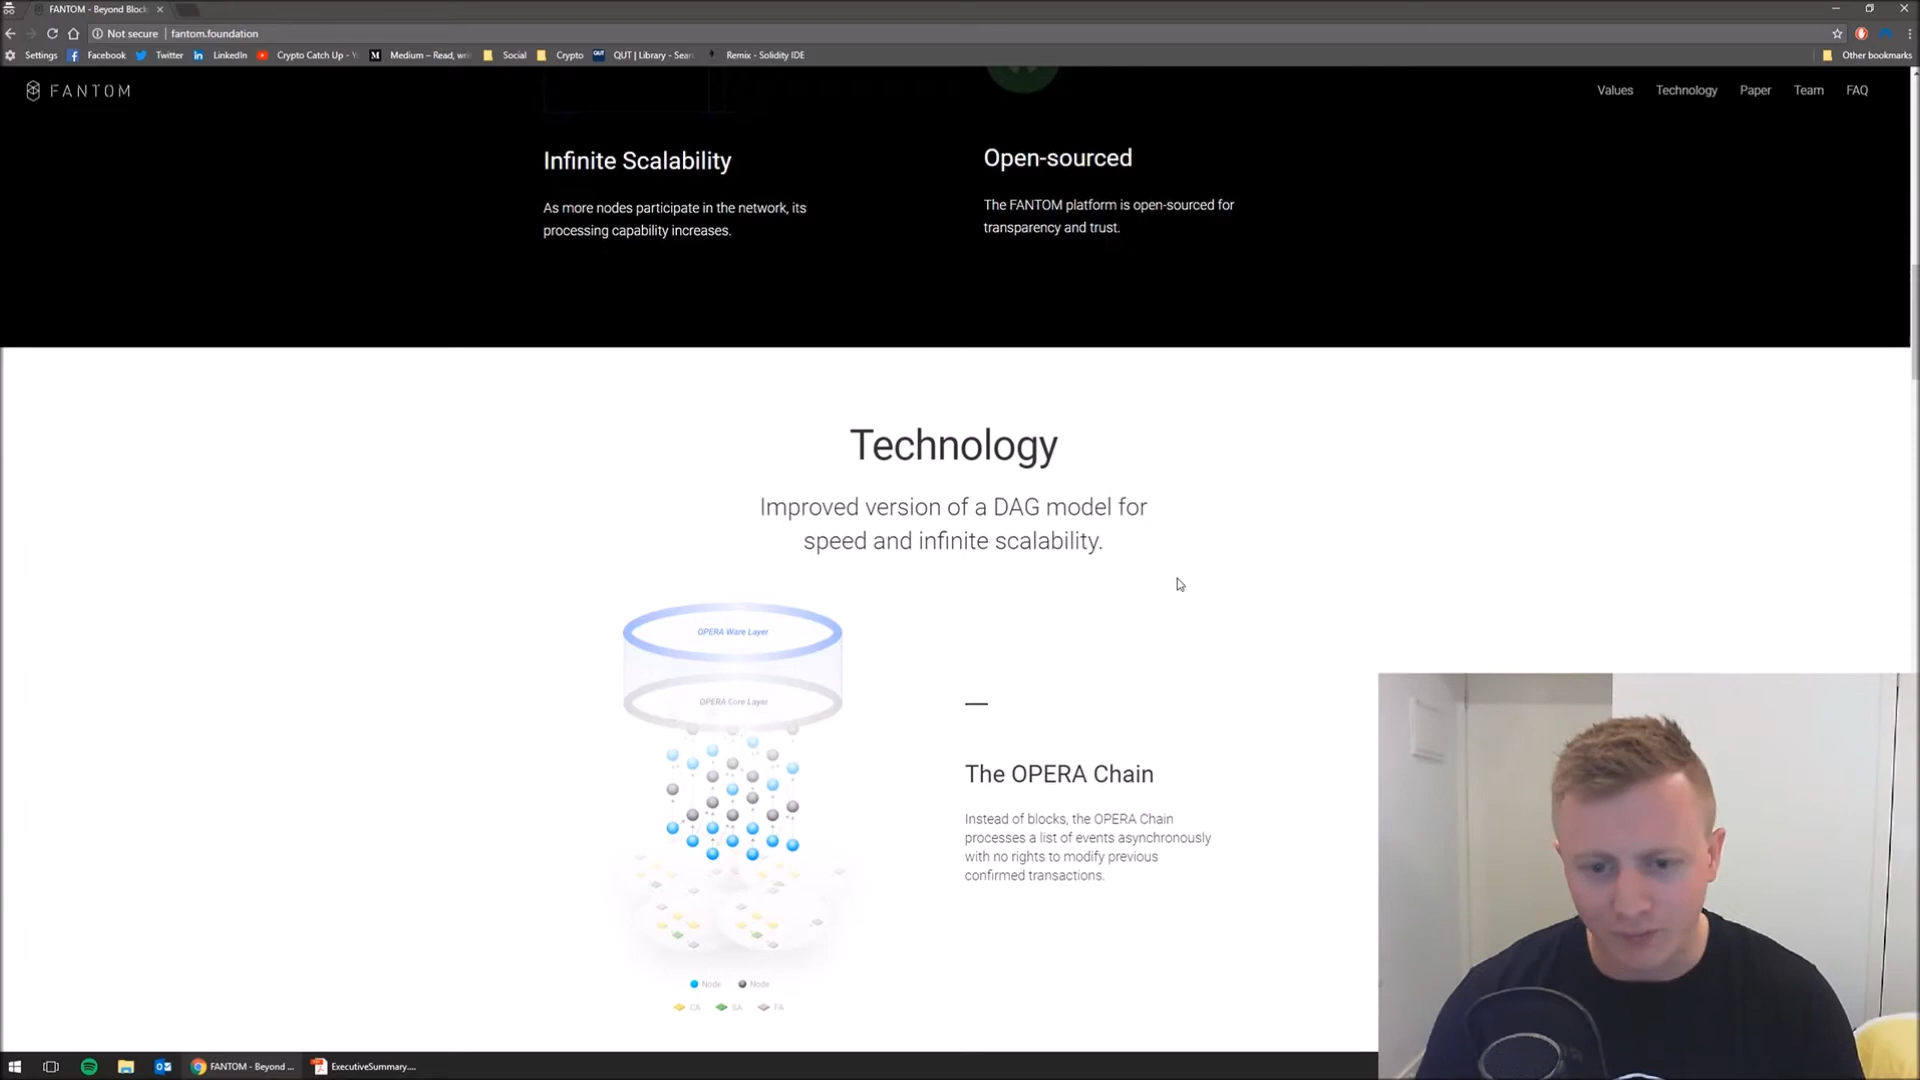 FANTOM - Beyond Block
Not secure
fantom.foundation
Settings
Facebook
Twitter
LinkedIn
Crypto Catch Up - Y
Medium – Read, wri
Social
Crypto
QUT | Library - Sear
Remix - Solidity IDE
Other bookmarks
FANTOM
Values
Technology
Paper
Team
FAQ
Infinite Scalability
As more nodes participate in the network, its
processing capability increases.
Open-sourced
The FANTOM platform is open-sourced for
transparency and trust.
Technology
Improved version of a DAG model for
speed and infinite scalability.
OPERA Ware Layer
OPERA Core Layer
Node
Node
CA
SA
FA
The OPERA Chain
Instead of blocks, the OPERA Chain
processes a list of events asynchronously
with no rights to modify previous
confirmed transactions.
FANTOM - Beyond ...
ExecutiveSummary....